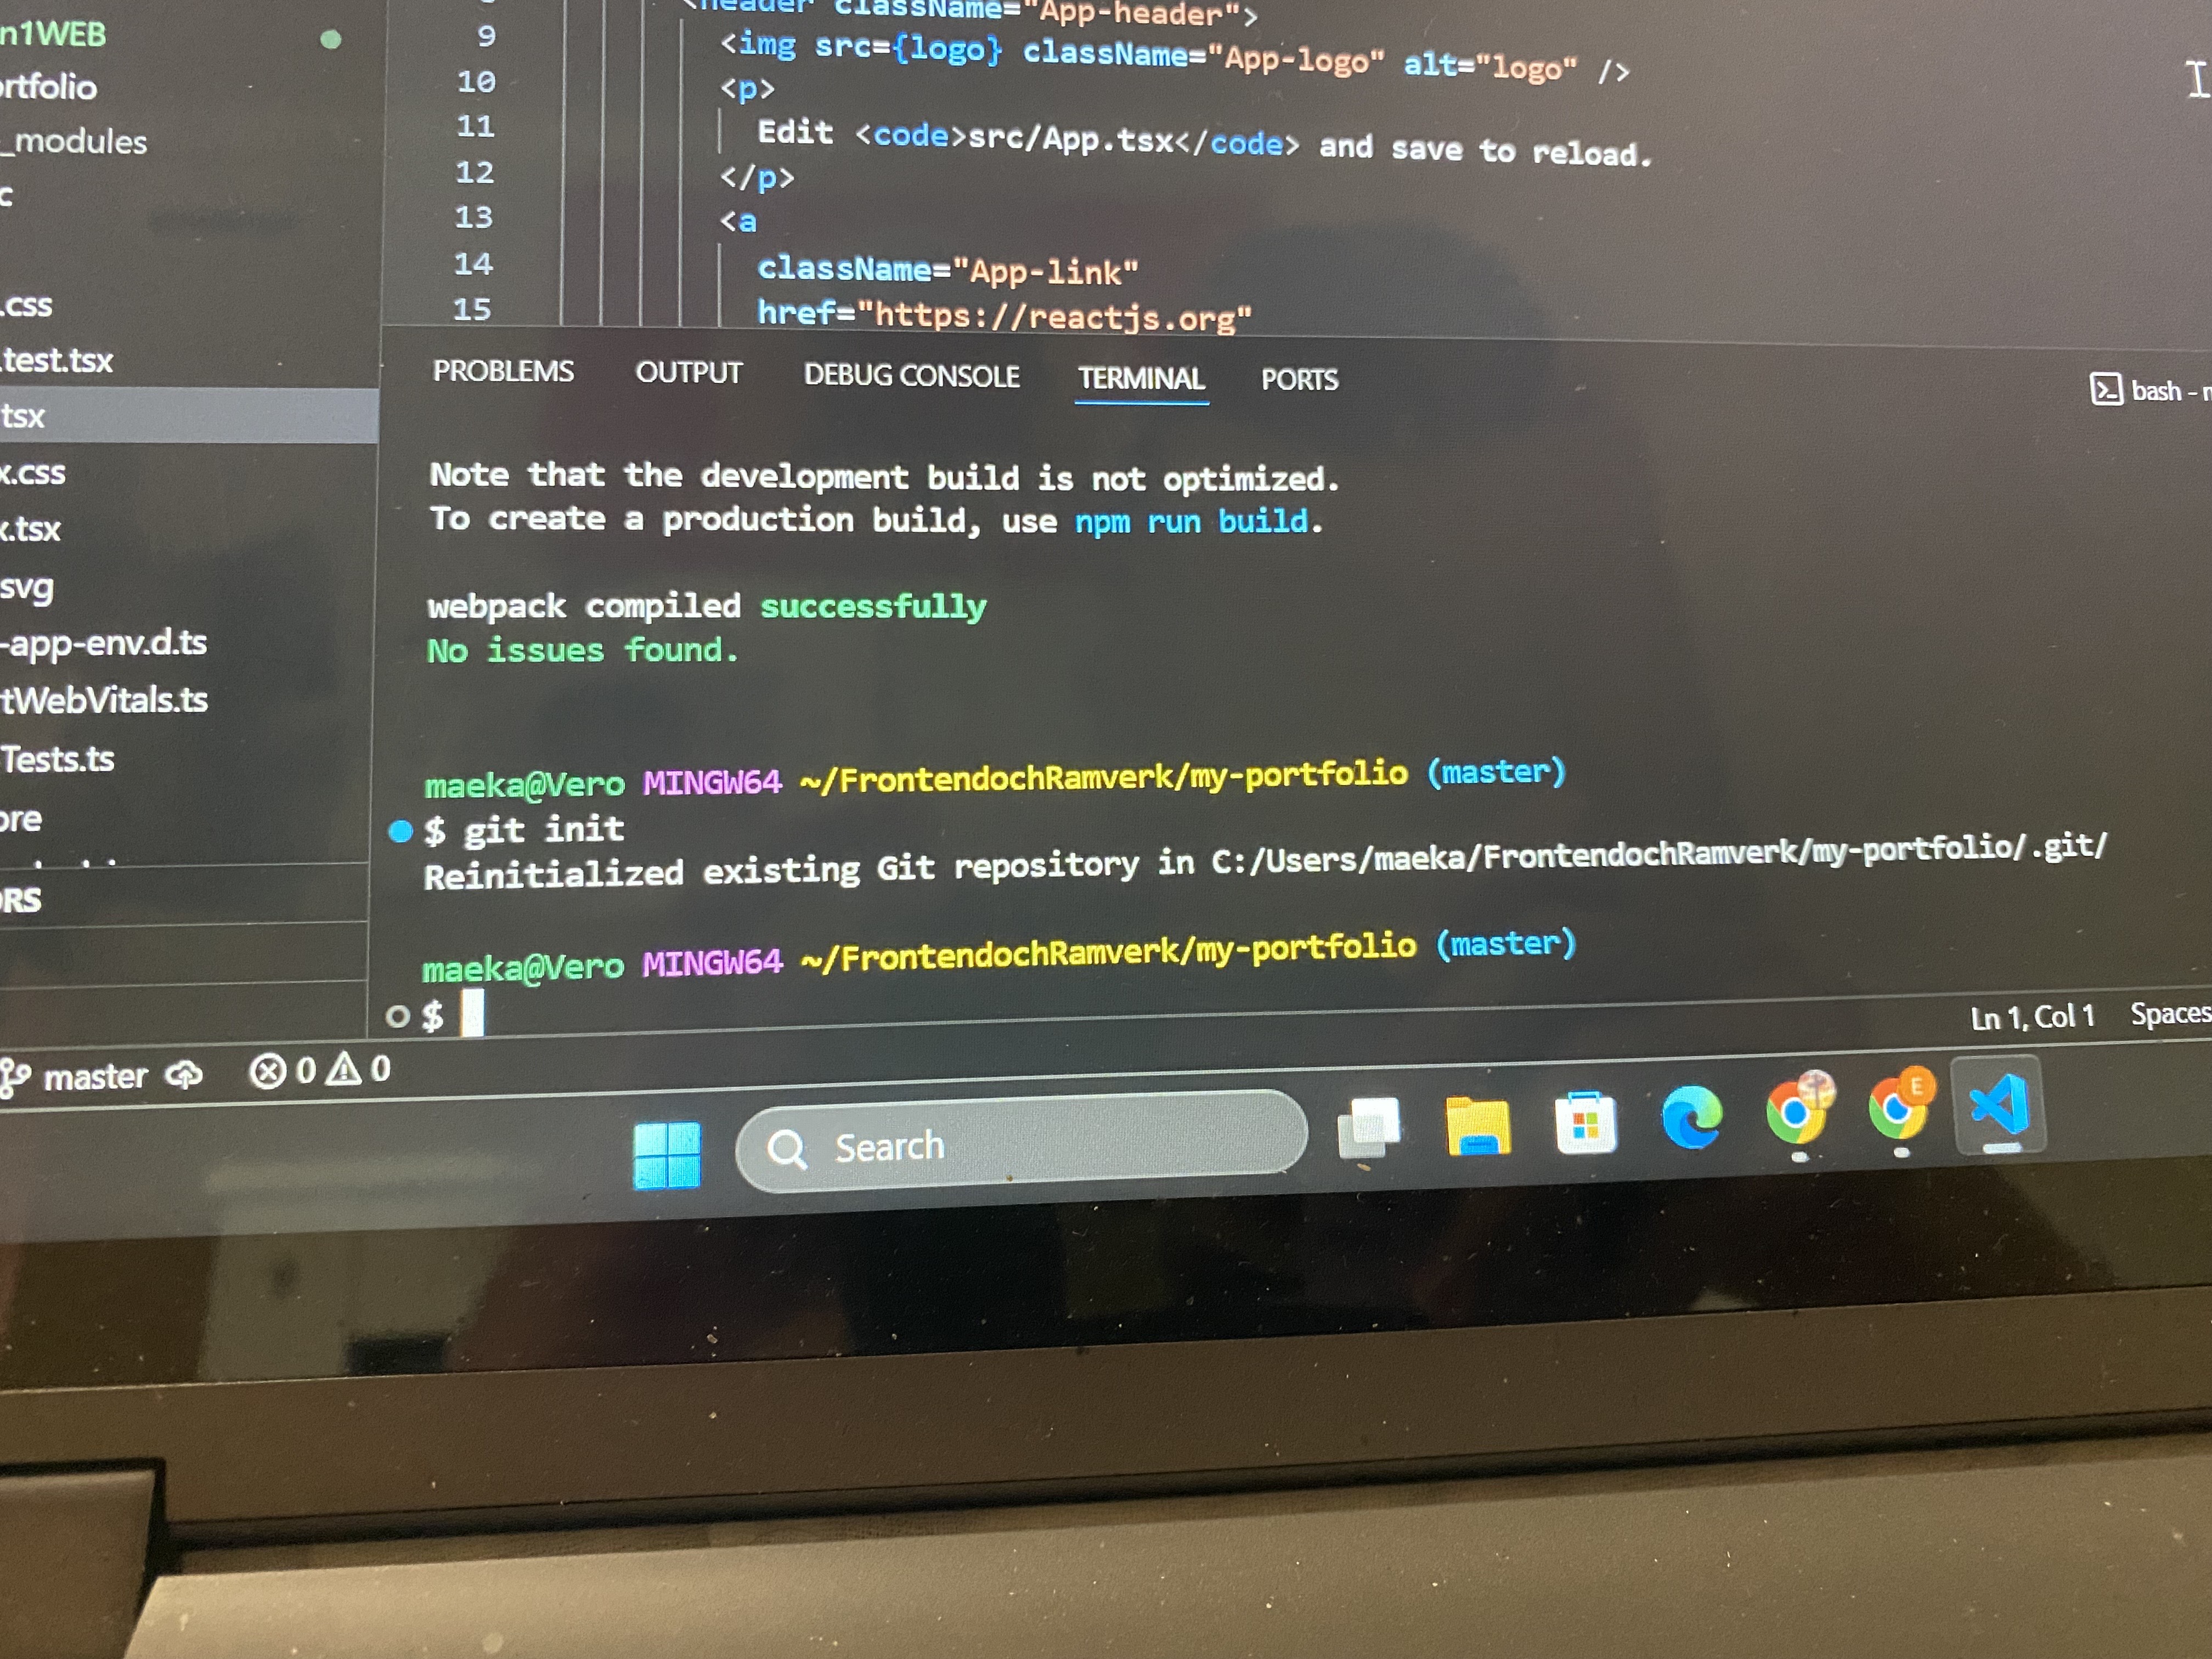 n1WEB
rtfolio
_modules
c
.css
.test.tsx
tsx
x.css
x.tsx
svg
-app-env.d.ts
tWebVitals.ts
Tests.ts
ore
ORS
<header className="App-header">
9 <img src={logo} className="App-logo" alt="logo" />
10 <p>
11 Edit <code>src/App.tsx</code> and save to reload.
12 </p>
13 <a
14 className="App-link"
15 href="https://reactjs.org"
PROBLEMS OUTPUT DEBUG CONSOLE TERMINAL PORTS
bash -
Note that the development build is not optimized.
To create a production build, use npm run build.
webpack compiled successfully
No issues found.
maeka@Vero MINGW64 ~/FrontendochRamverk/my-portfolio (master)
$ git init
Reinitialized existing Git repository in C:/Users/maeka/FrontendochRamverk/my-portfolio/.git/
maeka@Vero MINGW64 ~/FrontendochRamverk/my-portfolio (master)
$
Ln 1, Col 1 Spaces
master 0 0
Search
E